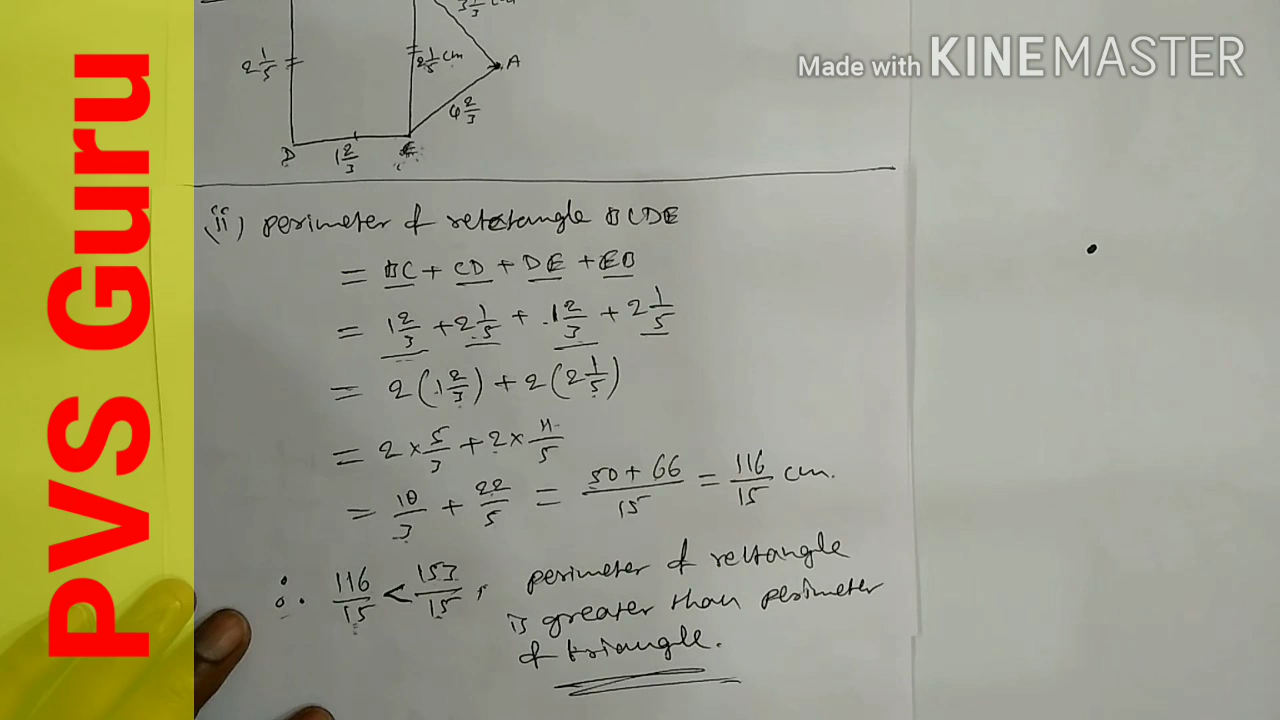 PVS Guru
Made with KINEMASTER
2 1/5
2 1/5 cm
A
4 2/3
D
1 2/3
(ii) perimeter of rectangle BCDE
= BC + CD + DE + EB
= 1 2/3 + 2 1/5 + 1 2/3 + 2 1/5
= 2(1 2/3) + 2(2 1/5)
= 2 × 5/3 + 2 × 11/5
= 10/3 + 22/5 = 50 + 66/15 = 116/15 cm.
∴ 116/15 < 153/15, perimeter of rectangle
is greater than perimeter
of triangle.